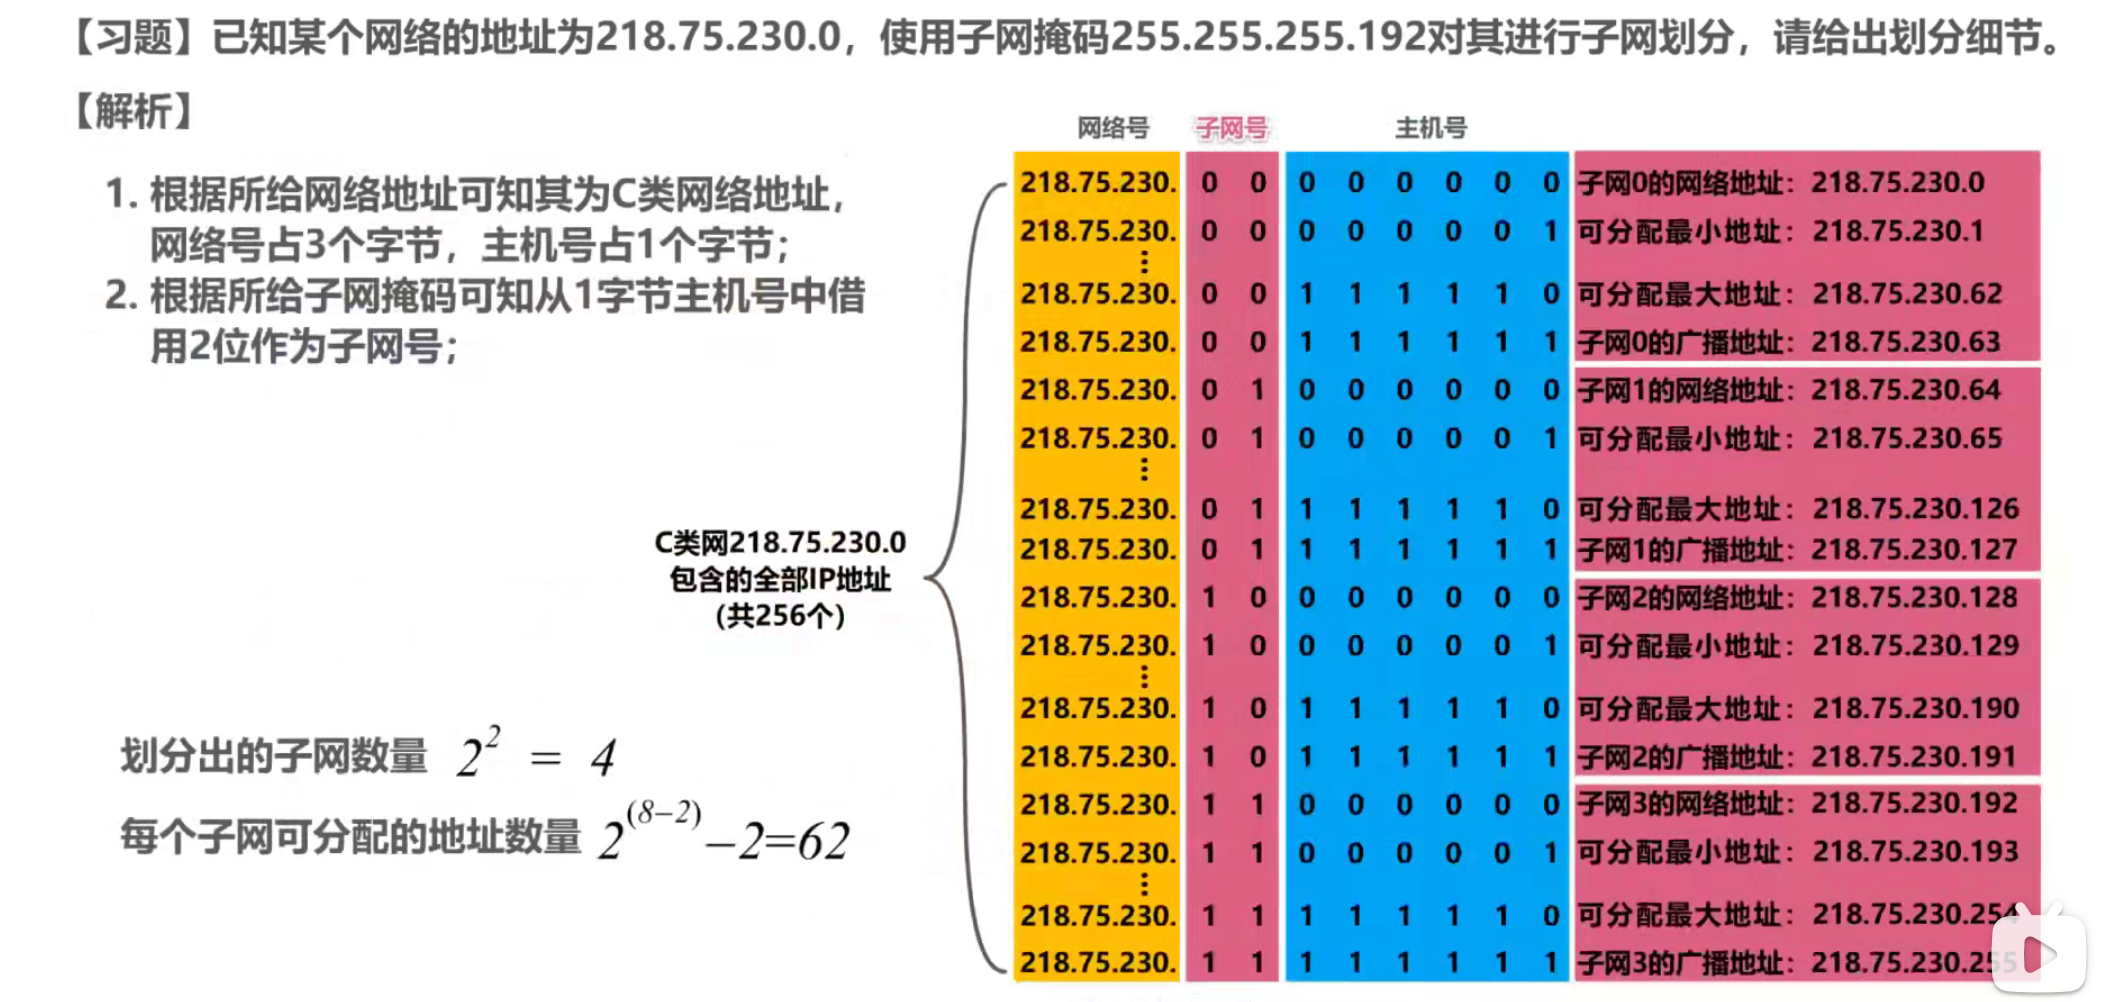 【习题】已知某个网络的地址为218.75.230.0，使用子网掩码255.255.255.192对其进行子网划分，请给出划分细节。
【解析】
1. 根据所给网络地址可知其为C类网络地址，
网络号占3个字节，主机号占1个字节；
2. 根据所给子网掩码可知从1字节主机号中借
用2位作为子网号；
C类网218.75.230.0
包含的全部IP地址
（共256个）
划分出的子网数量 2^2 = 4
每个子网可分配的地址数量 2^(8−2) −2=62
网络号 子网号 主机号
218.75.230. 0 0 0 0 0 0 0 0 子网0的网络地址：218.75.230.0
218.75.230. 0 0 0 0 0 0 0 1 可分配最小地址：218.75.230.1
⋮
218.75.230. 0 0 1 1 1 1 1 0 可分配最大地址：218.75.230.62
218.75.230. 0 0 1 1 1 1 1 1 子网0的广播地址：218.75.230.63
218.75.230. 0 1 0 0 0 0 0 0 子网1的网络地址：218.75.230.64
218.75.230. 0 1 0 0 0 0 0 1 可分配最小地址：218.75.230.65
⋮
218.75.230. 0 1 1 1 1 1 1 0 可分配最大地址：218.75.230.126
218.75.230. 0 1 1 1 1 1 1 1 子网1的广播地址：218.75.230.127
218.75.230. 1 0 0 0 0 0 0 0 子网2的网络地址：218.75.230.128
218.75.230. 1 0 0 0 0 0 0 1 可分配最小地址：218.75.230.129
⋮
218.75.230. 1 0 1 1 1 1 1 0 可分配最大地址：218.75.230.190
218.75.230. 1 0 1 1 1 1 1 1 子网2的广播地址：218.75.230.191
218.75.230. 1 1 0 0 0 0 0 0 子网3的网络地址：218.75.230.192
218.75.230. 1 1 0 0 0 0 0 1 可分配最小地址：218.75.230.193
⋮
218.75.230. 1 1 1 1 1 1 1 0 可分配最大地址：218.75.230.254
218.75.230. 1 1 1 1 1 1 1 1 子网3的广播地址：218.75.230.255